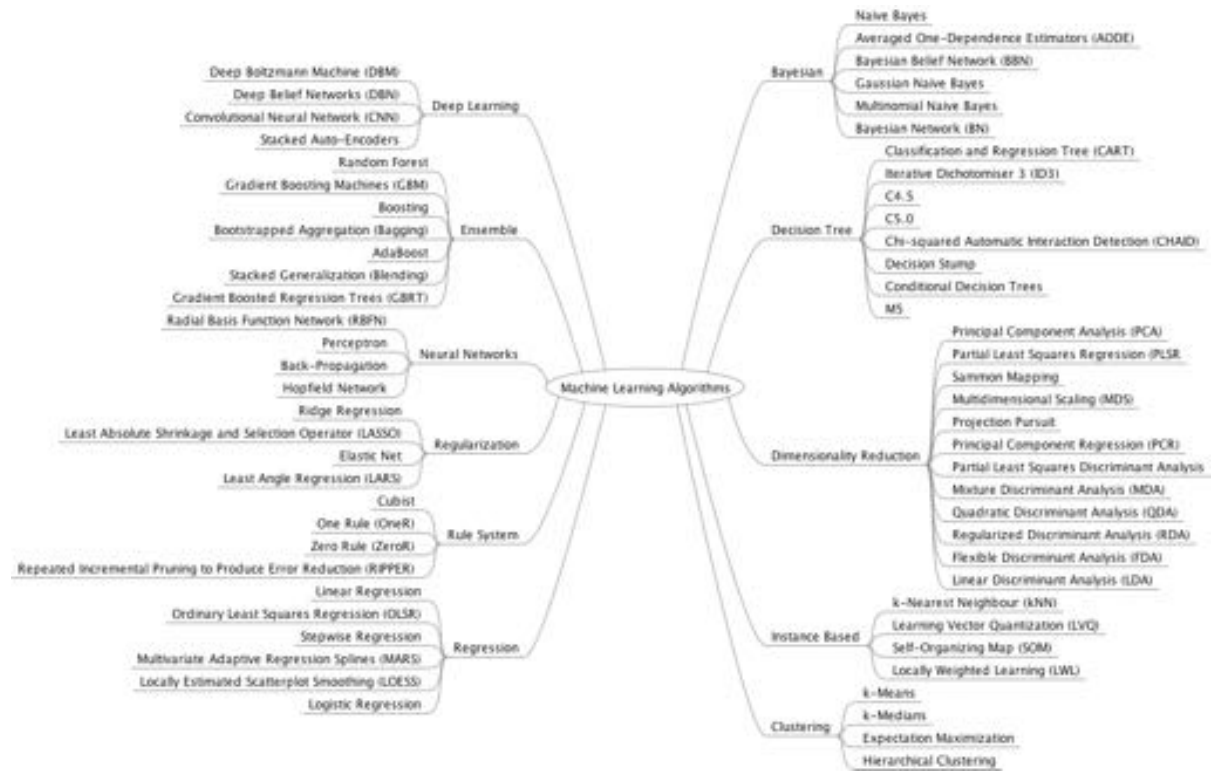 Machine Learning Algorithms
Deep Learning
Deep Boltzmann Machine (DBM)
Deep Belief Networks (DBN)
Convolutional Neural Network (CNN)
Stacked Auto-Encoders
Ensemble
Random Forest
Gradient Boosting Machines (GBM)
Boosting
Bootstrapped Aggregation (Bagging)
AdaBoost
Stacked Generalization (Blending)
Gradient Boosted Regression Trees (GBRT)
Neural Networks
Radial Basis Function Network (RBFN)
Perceptron
Back-Propagation
Hopfield Network
Regularization
Ridge Regression
Least Absolute Shrinkage and Selection Operator (LASSO)
Elastic Net
Least Angle Regression (LARS)
Rule System
Cubist
One Rule (OneR)
Zero Rule (ZeroR)
Repeated Incremental Pruning to Produce Error Reduction (RIPPER)
Regression
Linear Regression
Ordinary Least Squares Regression (OLSR)
Stepwise Regression
Multivariate Adaptive Regression Splines (MARS)
Locally Estimated Scatterplot Smoothing (LOESS)
Logistic Regression
Bayesian
Naive Bayes
Averaged One-Dependence Estimators (AODE)
Bayesian Belief Network (BBN)
Gaussian Naive Bayes
Multinomial Naive Bayes
Bayesian Network (BN)
Decision Tree
Classification and Regression Tree (CART)
Iterative Dichotomiser 3 (ID3)
C4.5
C5.0
Chi-squared Automatic Interaction Detection (CHAID)
Decision Stump
Conditional Decision Trees
M5
Dimensionality Reduction
Principal Component Analysis (PCA)
Partial Least Squares Regression (PLSR
Sammon Mapping
Multidimensional Scaling (MDS)
Projection Pursuit
Principal Component Regression (PCR)
Partial Least Squares Discriminant Analysis
Mixture Discriminant Analysis (MDA)
Quadratic Discriminant Analysis (QDA)
Regularized Discriminant Analysis (RDA)
Flexible Discriminant Analysis (FDA)
Linear Discriminant Analysis (LDA)
Instance Based
k-Nearest Neighbour (kNN)
Learning Vector Quantization (LVQ)
Self-Organizing Map (SOM)
Locally Weighted Learning (LWL)
Clustering
k-Means
k-Medians
Expectation Maximization
Hierarchical Clustering